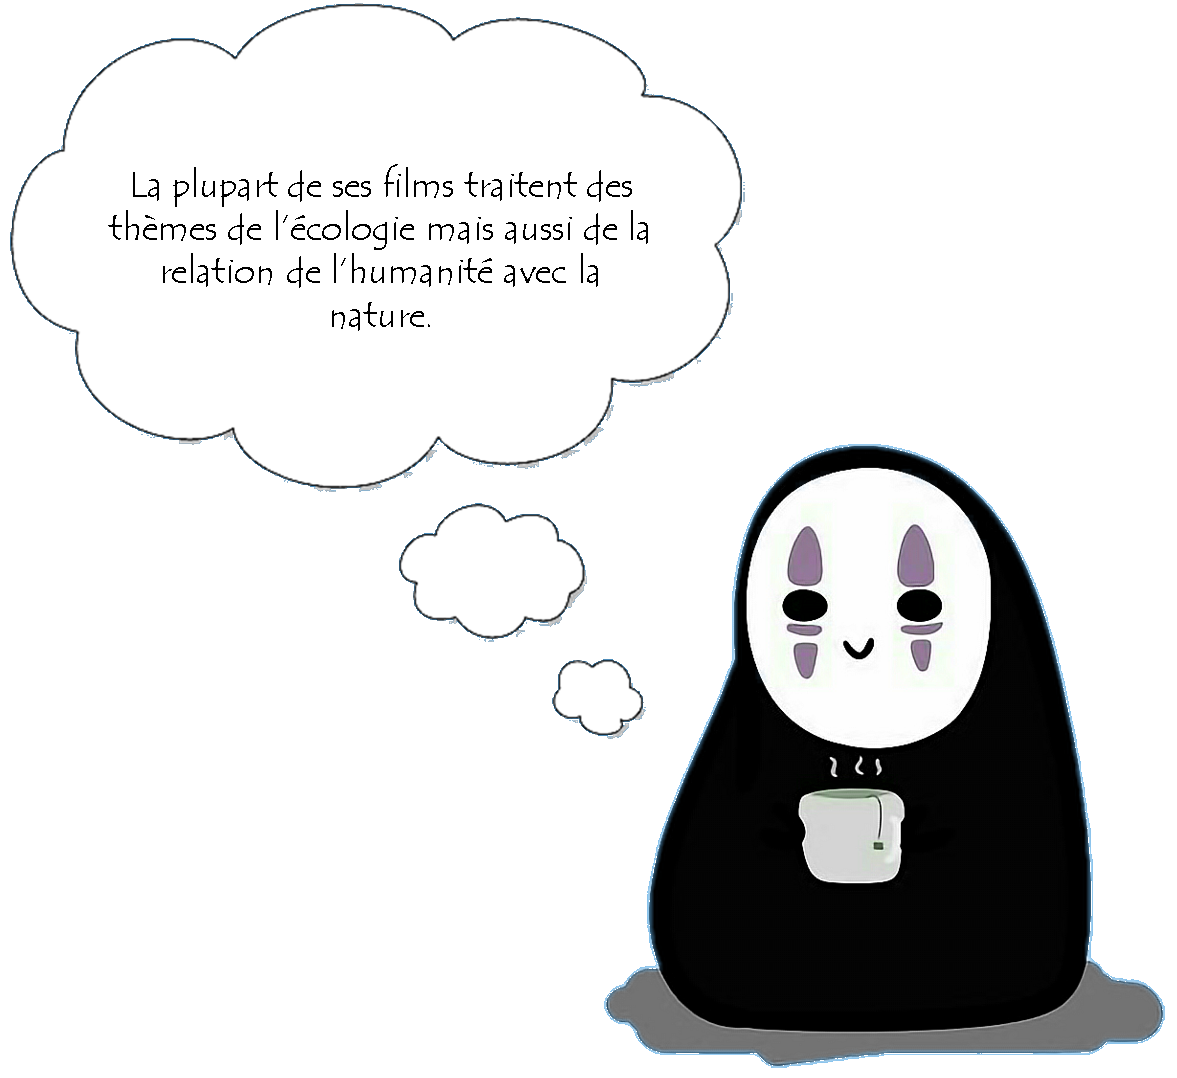 La plupart de ses films traitent des
thèmes de l'écologie mais aussi de la
relation de l'humanité avec la
nature.